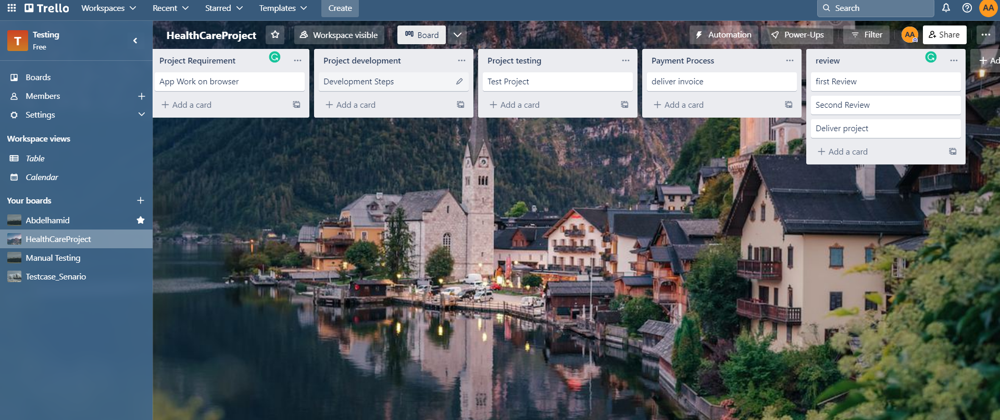 Trello
Workspaces
Recent
Starred
Templates
Create
Search
AA
T
Testing
Free
HealthCareProject
Workspace visible
Board
Automation
Power-Ups
Filter
AA
Share
Boards
Members
Settings
Workspace views
Table
Calendar
Your boards
Abdelhamid
HealthCareProject
Manual Testing
Testcase_Senario
Project Requirement
App Work on browser
Add a card
Project development
Development Steps
Add a card
Project testing
Test Project
Add a card
Payment Process
deliver invoice
Add a card
review
first Review
Second Review
Deliver project
Add a card
Ad